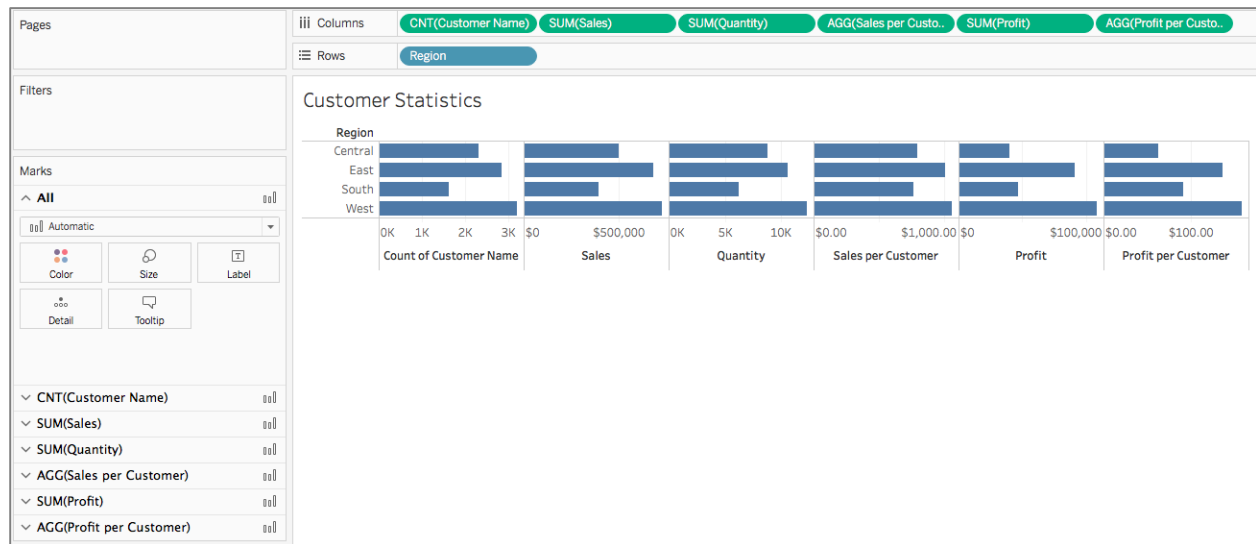 Pages
iii Columns
CNT(Customer Name) SUM(Sales) SUM(Quantity) AGG(Sales per Custo.. SUM(Profit) AGG(Profit per Custo..
Rows
Region
Filters
Customer Statistics
Region
Central
East
South
West
0K 1K 2K 3K $0 $500,000 0K 5K 10K $0.00 $1,000.00 $0 $100,000 $0.00 $100.00
Count of Customer Name Sales Quantity Sales per Customer Profit Profit per Customer
Marks
All
Automatic
Color Size Label
T
Detail Tooltip
CNT(Customer Name)
SUM(Sales)
SUM(Quantity)
AGG(Sales per Customer)
SUM(Profit)
AGG(Profit per Customer)